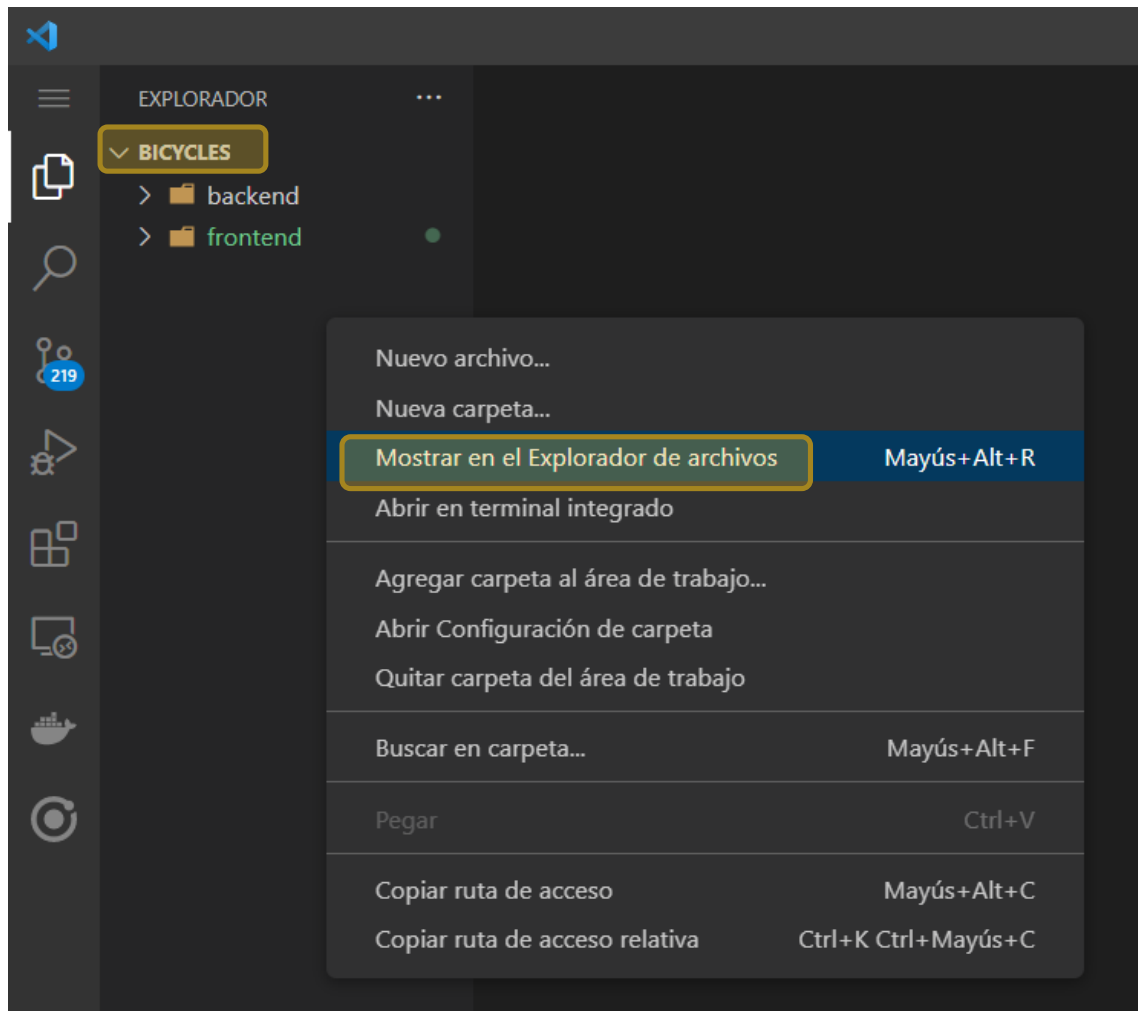 EXPLORADOR ...
BICYCLES
backend
frontend
219
Nuevo archivo...
Nueva carpeta...
Mostrar en el Explorador de archivos Mayús+Alt+R
Abrir en terminal integrado
Agregar carpeta al área de trabajo...
Abrir Configuración de carpeta
Quitar carpeta del área de trabajo
Buscar en carpeta... Mayús+Alt+F
Pegar Ctrl+V
Copiar ruta de acceso Mayús+Alt+C
Copiar ruta de acceso relativa Ctrl+K Ctrl+Mayús+C